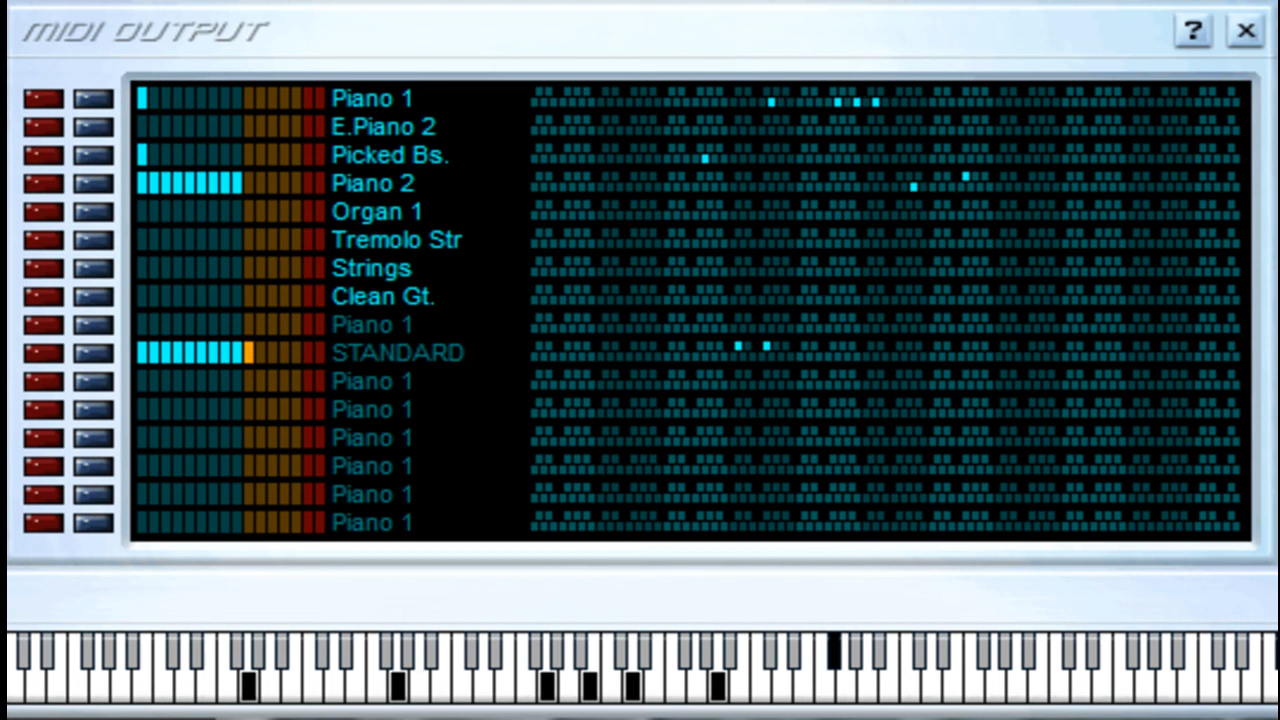 MIDI OUTPUT
? ×
Piano 1
E.Piano 2
Picked Bs.
Piano 2
Organ 1
Tremolo Str
Strings
Clean Gt.
Piano 1
STANDARD
Piano 1
Piano 1
Piano 1
Piano 1
Piano 1
Piano 1